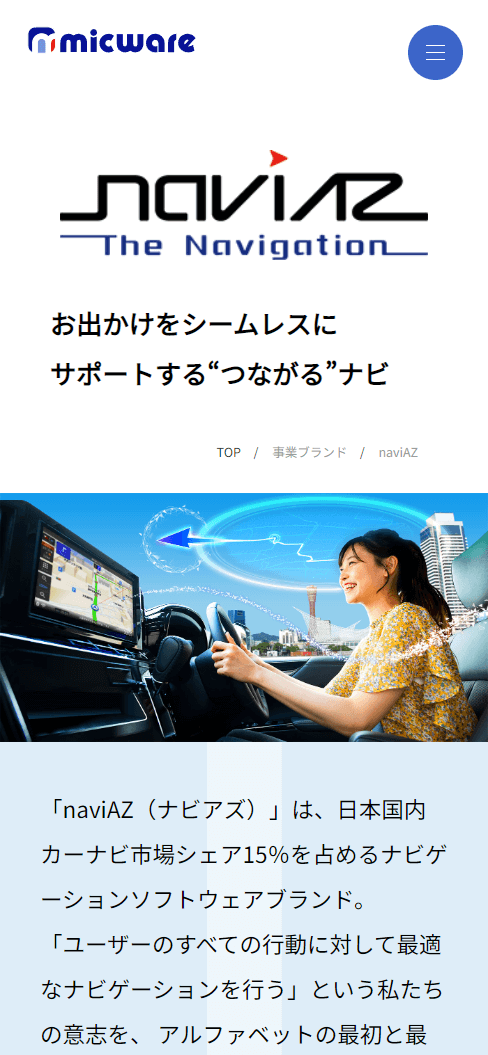 micware
naviAZ
The Navigation
お出かけをシームレスに
サポートする“つながる”ナビ
TOP / 事業ブランド / naviAZ
「naviAZ（ナビアズ）」は、日本国内
カーナビ市場シェア15%を占めるナビゲ
ーションソフトウェアブランド。
「ユーザーのすべての行動に対して最適
なナビゲーションを行う」という私たち
の意志を、 アルファベットの最初と最